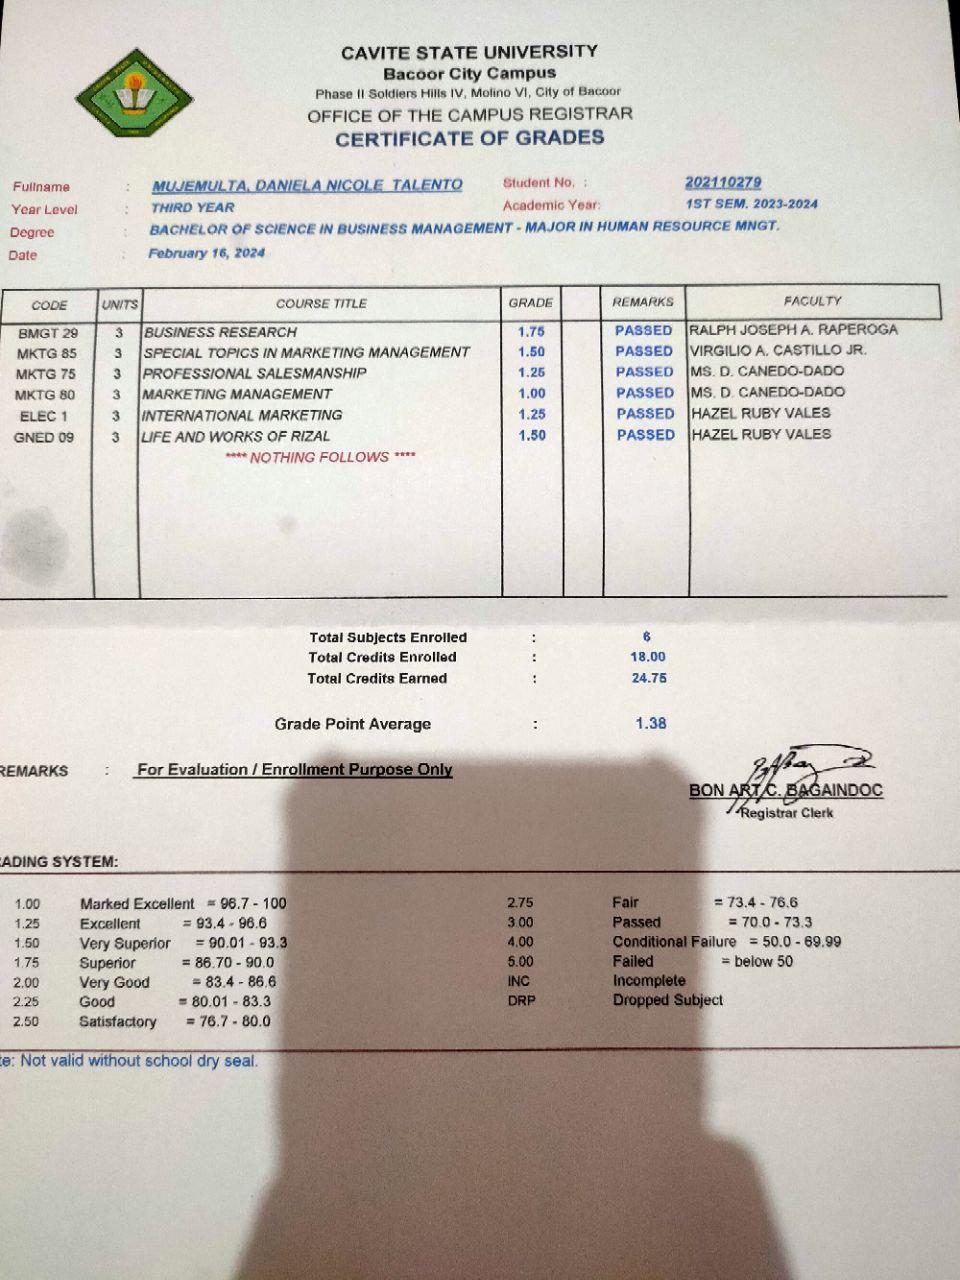 CAVITE STATE UNIVERSITY
Bacoor City Campus
Phase II Soldiers Hills IV, Molino VI, City of Bacoor
OFFICE OF THE CAMPUS REGISTRAR
CERTIFICATE OF GRADES
Fullname : MUJEMULTA, DANIELA NICOLE TALENTO Student No. : 202110279
Year Level : THIRD YEAR Academic Year: 1ST SEM. 2023-2024
Degree : BACHELOR OF SCIENCE IN BUSINESS MANAGEMENT - MAJOR IN HUMAN RESOURCE MNGT.
Date : February 16, 2024
CODE UNITS COURSE TITLE GRADE REMARKS FACULTY
BMGT 29 3 BUSINESS RESEARCH 1.75 PASSED RALPH JOSEPH A. RAPEROGA
MKTG 85 3 SPECIAL TOPICS IN MARKETING MANAGEMENT 1.50 PASSED VIRGILIO A. CASTILLO JR.
MKTG 75 3 PROFESSIONAL SALESMANSHIP 1.25 PASSED MS. D. CANEDO-DADO
MKTG 80 3 MARKETING MANAGEMENT 1.00 PASSED MS. D. CANEDO-DADO
ELEC 1 3 INTERNATIONAL MARKETING 1.25 PASSED HAZEL RUBY VALES
GNED 09 3 LIFE AND WORKS OF RIZAL 1.50 PASSED HAZEL RUBY VALES
**** NOTHING FOLLOWS ****
Total Subjects Enrolled : 6
Total Credits Enrolled : 18.00
Total Credits Earned : 24.75
Grade Point Average : 1.38
REMARKS : For Evaluation / Enrollment Purpose Only
BON ART C. BAGAINDOC
Registrar Clerk
ADING SYSTEM:
1.00 Marked Excellent = 96.7 - 100 2.75 Fair = 73.4 - 76.6
1.25 Excellent = 93.4 - 96.6 3.00 Passed = 70.0 - 73.3
1.50 Very Superior = 90.01 - 93.3 4.00 Conditional Failure = 50.0 - 69.99
1.75 Superior = 86.70 - 90.0 5.00 Failed = below 50
2.00 Very Good = 83.4 - 86.6 INC Incomplete
2.25 Good = 80.01 - 83.3 DRP Dropped Subject
2.50 Satisfactory = 76.7 - 80.0
te: Not valid without school dry seal.